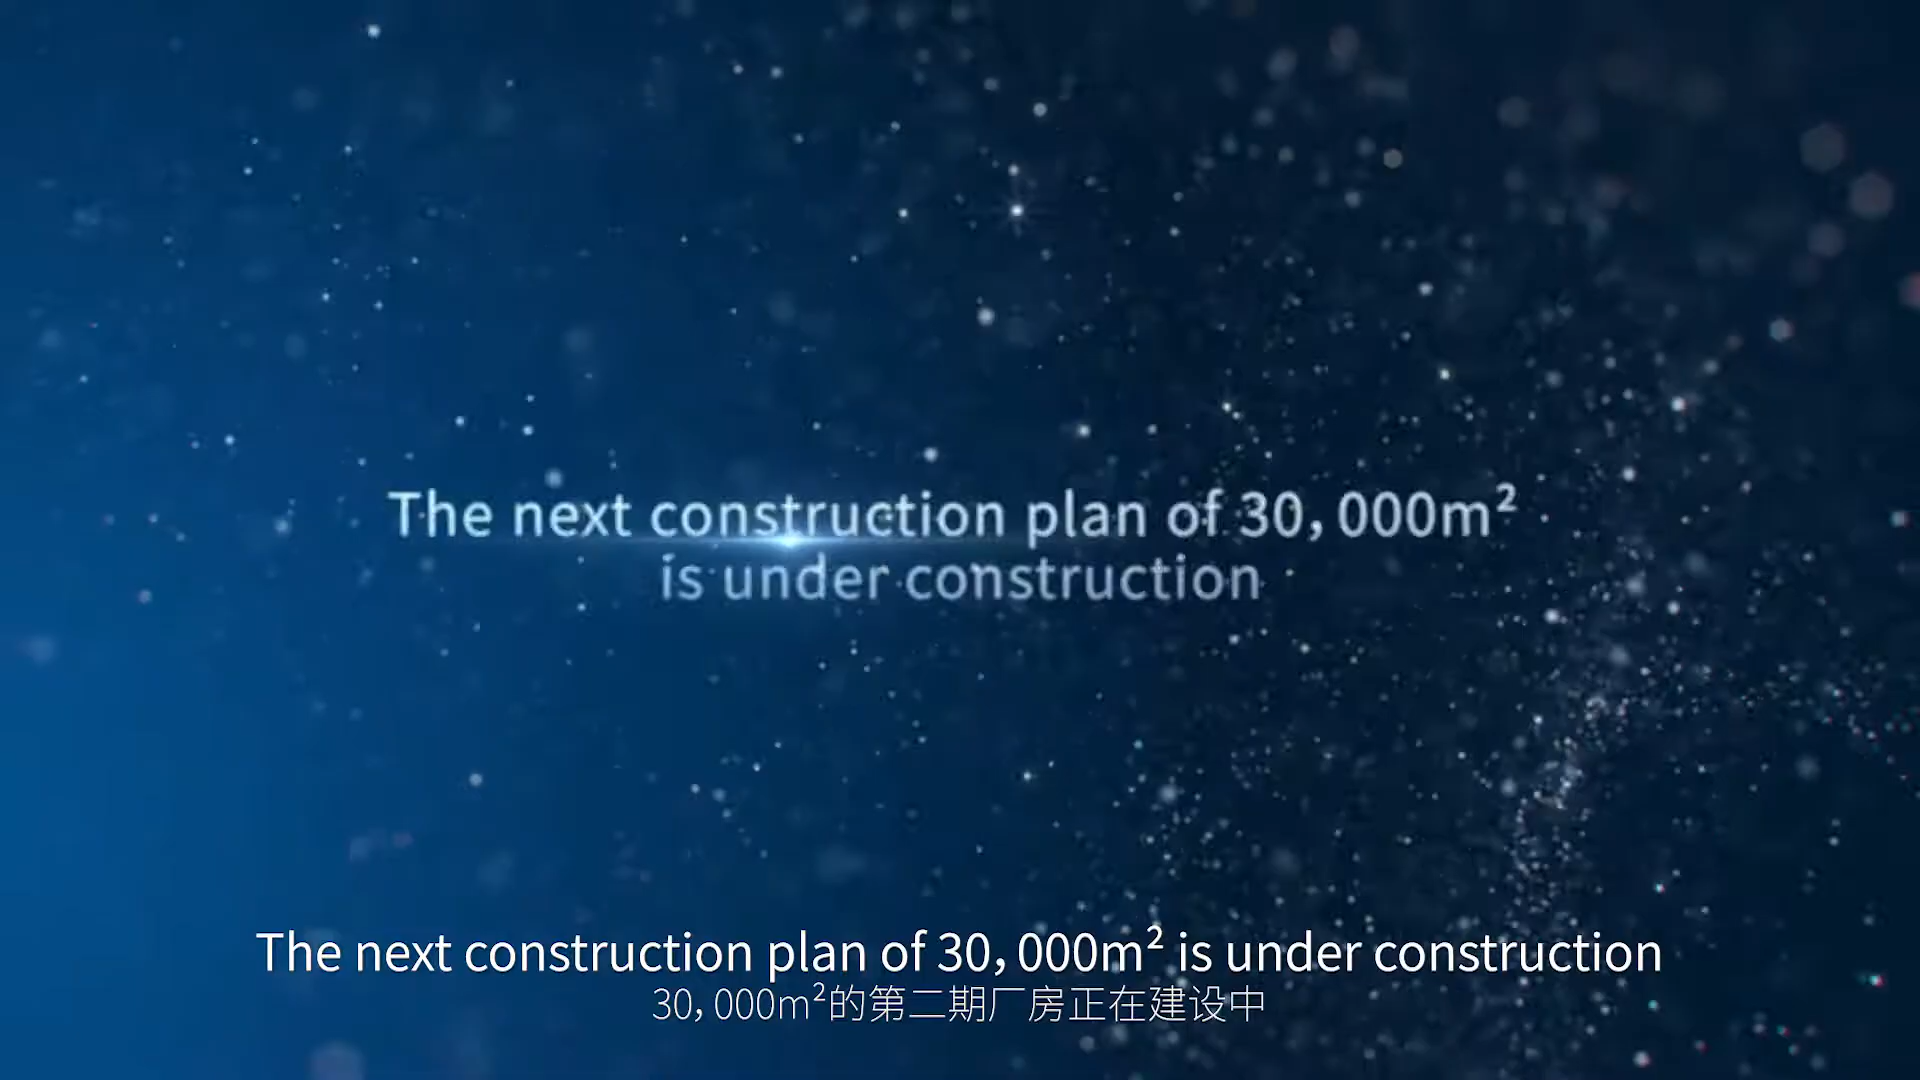 The next construction plan of 30,000m²
is under construction
The next construction plan of 30,000m² is under construction
30,000m²的第二期厂房正在建设中